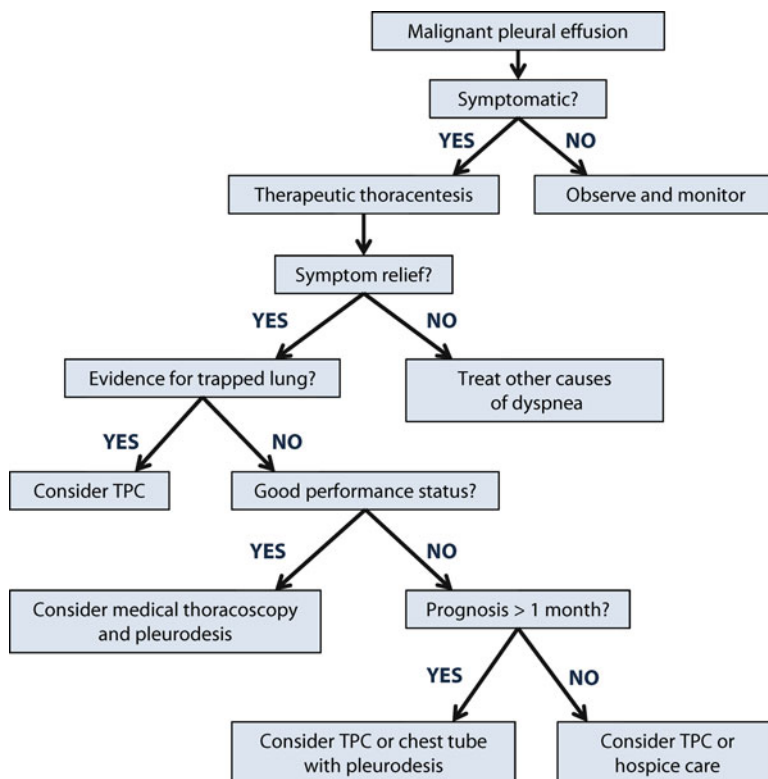 Malignant pleural effusion
Symptomatic?
YES
NO
Therapeutic thoracentesis
Observe and monitor
Symptom relief?
YES
NO
Evidence for trapped lung?
Treat other causes
of dyspnea
YES
NO
Consider TPC
Good performance status?
YES
NO
Consider medical thoracoscopy
and pleurodesis
Prognosis > 1 month?
YES
NO
Consider TPC or chest tube
with pleurodesis
Consider TPC or
hospice care